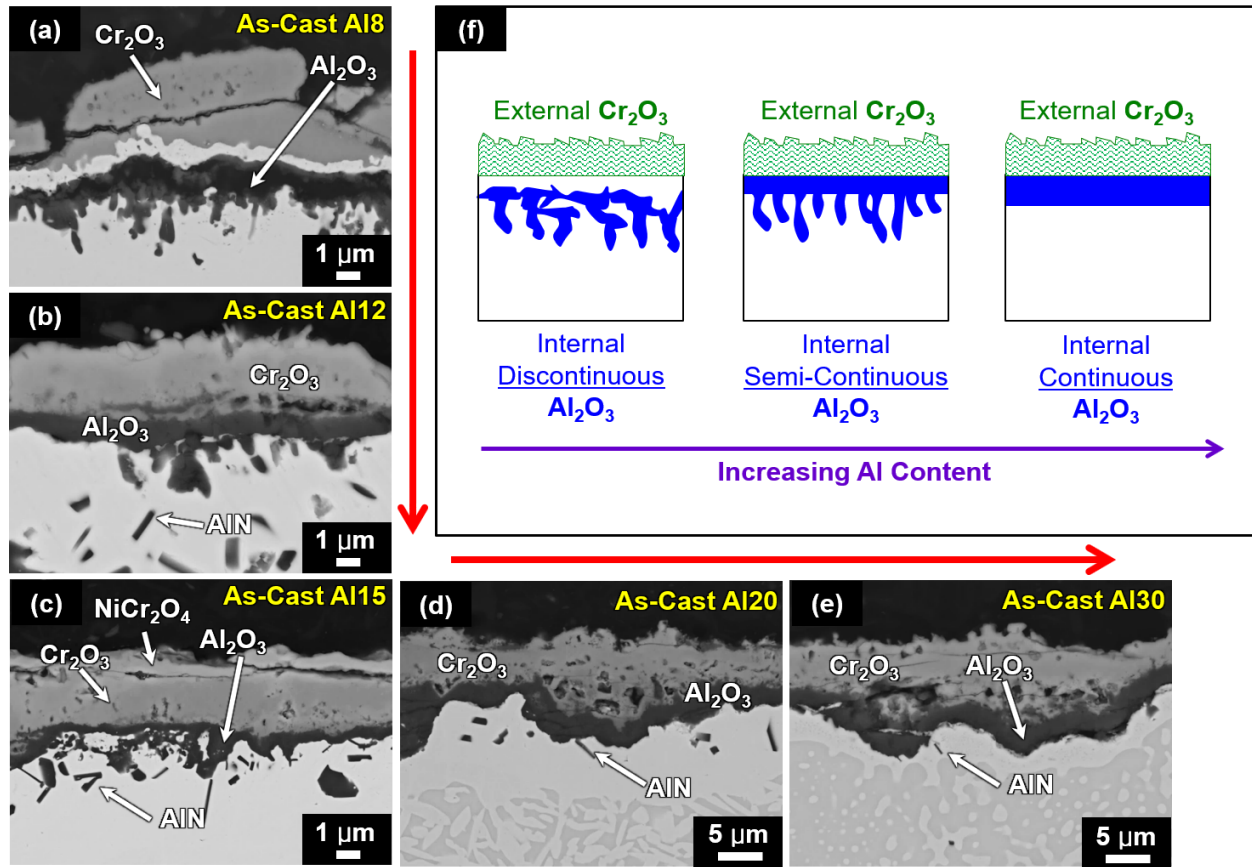 (a)
As-Cast Al8
Cr₂O₃
Al₂O₃
1 µm
(b)
As-Cast Al12
Cr₂O₃
Al₂O₃
AlN
1 µm
(c)
As-Cast Al15
NiCr₂O₄
Al₂O₃
Cr₂O₃
AlN
1 µm
(d)
As-Cast Al20
Cr₂O₃
Al₂O₃
AlN
5 µm
(e)
As-Cast Al30
Cr₂O₃
Al₂O₃
AlN
5 µm
(f)
External Cr₂O₃
Internal
Discontinuous
Al₂O₃
External Cr₂O₃
Internal
Semi-Continuous
Al₂O₃
External Cr₂O₃
Internal
Continuous
Al₂O₃
Increasing Al Content